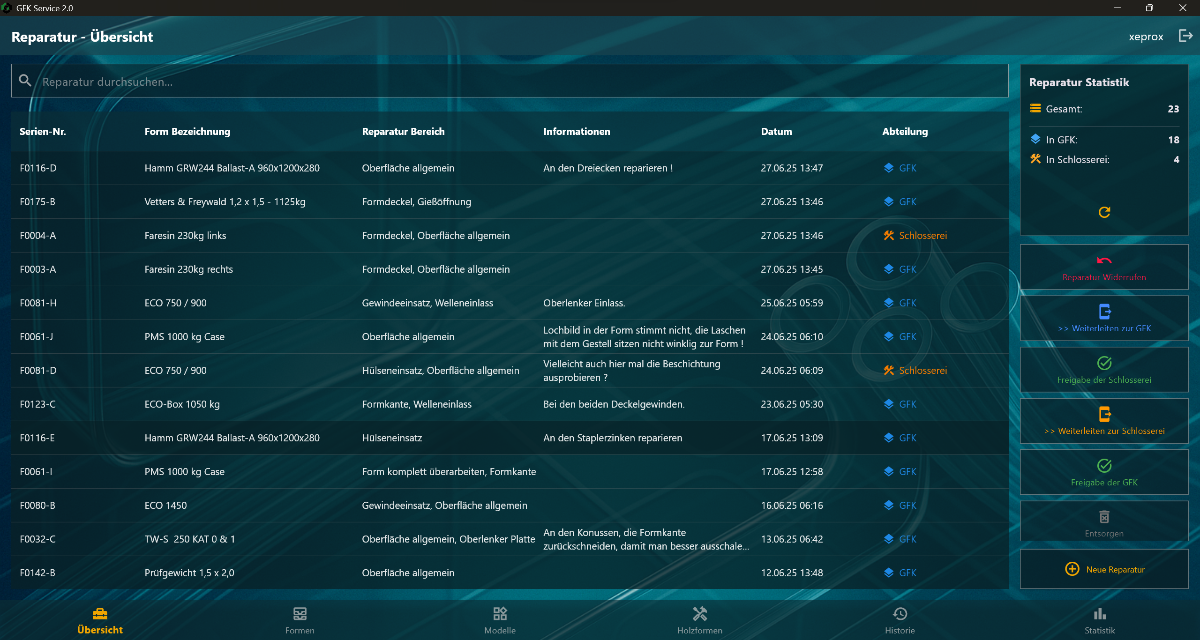 GFK Service 2.0
Reparatur - Übersicht
xeprox
Reparatur durchsuchen...
Serien-Nr. Form Bezeichnung Reparatur Bereich Informationen Datum Abteilung
F0116-D Hamm GRW244 Ballast-A 960x1200x280 Oberfläche allgemein An den Dreiecken reparieren ! 27.06.25 13:47 GFK
F0175-B Vetters & Freywald 1,2 x 1,5 - 1125kg Formdeckel, Gießöffnung 27.06.25 13:46 GFK
F0004-A Faresin 230kg links Formdeckel, Oberfläche allgemein 27.06.25 13:46 Schlosserei
F0003-A Faresin 230kg rechts Formdeckel, Oberfläche allgemein 27.06.25 13:45 GFK
F0081-H ECO 750 / 900 Gewindeeinsatz, Welleneinlass Oberlenker Einlass. 25.06.25 05:59 GFK
F0061-J PMS 1000 kg Case Oberfläche allgemein Lochbild in der Form stimmt nicht, die Laschen
mit dem Gestell sitzen nicht winklig zur Form ! 24.06.25 06:10 GFK
F0081-D ECO 750 / 900 Hülseneinsatz, Oberfläche allgemein Vielleicht auch hier mal die Beschichtung
ausprobieren ? 24.06.25 06:09 Schlosserei
F0123-C ECO-Box 1050 kg Formkante, Welleneinlass Bei den beiden Deckelgewinden. 23.06.25 05:30 GFK
F0116-E Hamm GRW244 Ballast-A 960x1200x280 Hülseneinsatz An den Staplerzinken reparieren 17.06.25 13:09 GFK
F0061-I PMS 1000 kg Case Form komplett überarbeiten, Formkante 17.06.25 12:58 GFK
F0080-B ECO 1450 Gewindeeinsatz, Oberfläche allgemein 16.06.25 06:16 GFK
F0032-C TW-S 250 KAT 0 & 1 Oberfläche allgemein, Oberlenker Platte An den Konussen, die Formkante
zurückschneiden, damit man besser ausschale... 13.06.25 06:42 GFK
F0142-B Prüfgewicht 1,5 x 2,0 Oberfläche allgemein 12.06.25 13:48 GFK
Reparatur Statistik
Gesamt: 23
In GFK: 18
In Schlosserei: 4
Reparatur Widerrufen
>> Weiterleiten zur GFK
Freigabe der Schlosserei
>> Weiterleiten zur Schlosserei
Freigabe der GFK
Entsorgen
Neue Reparatur
Übersicht Formen Modelle Holzformen Historie Statistik